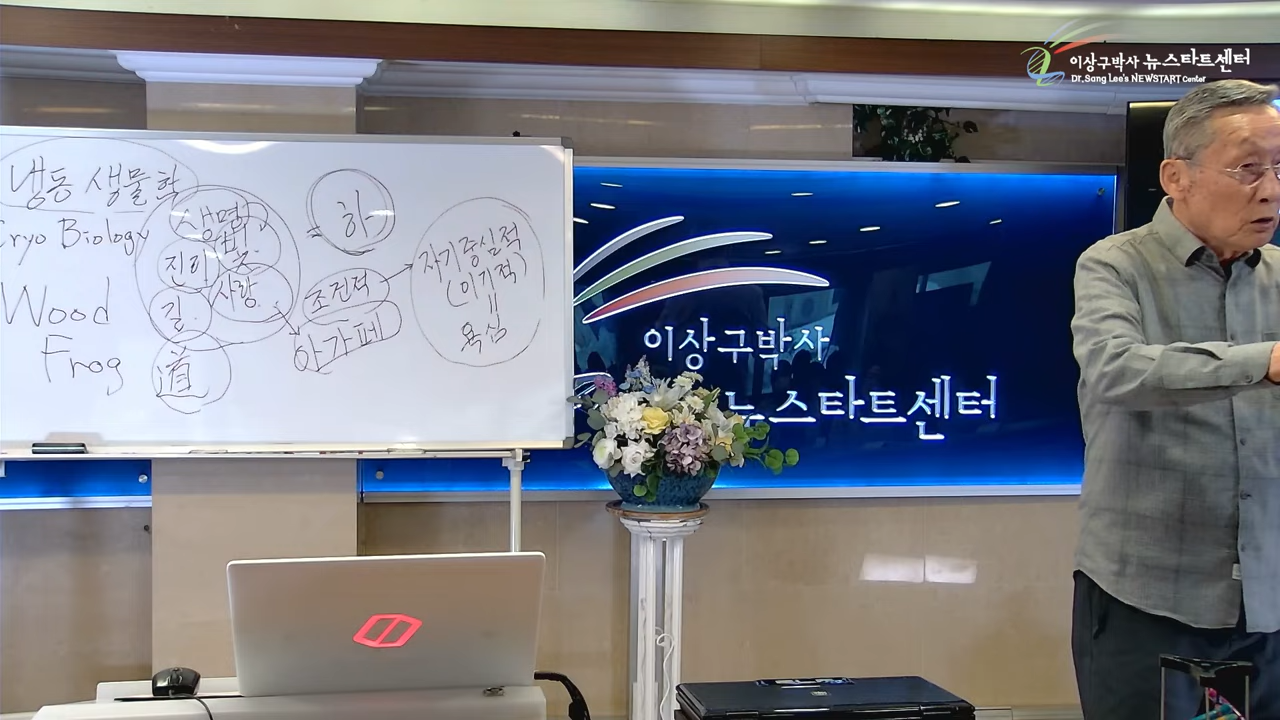 이상구박사 뉴스타트센터
Dr. Sang Lee's NEWSTART Center
냉동 생물학
Cryo Biology
Wood
Frog
생명
빛
진리
사랑
길
道
하
조건적
아가페
자기중심적
(이기적)
욕심
이상구박사
뉴스타트센터